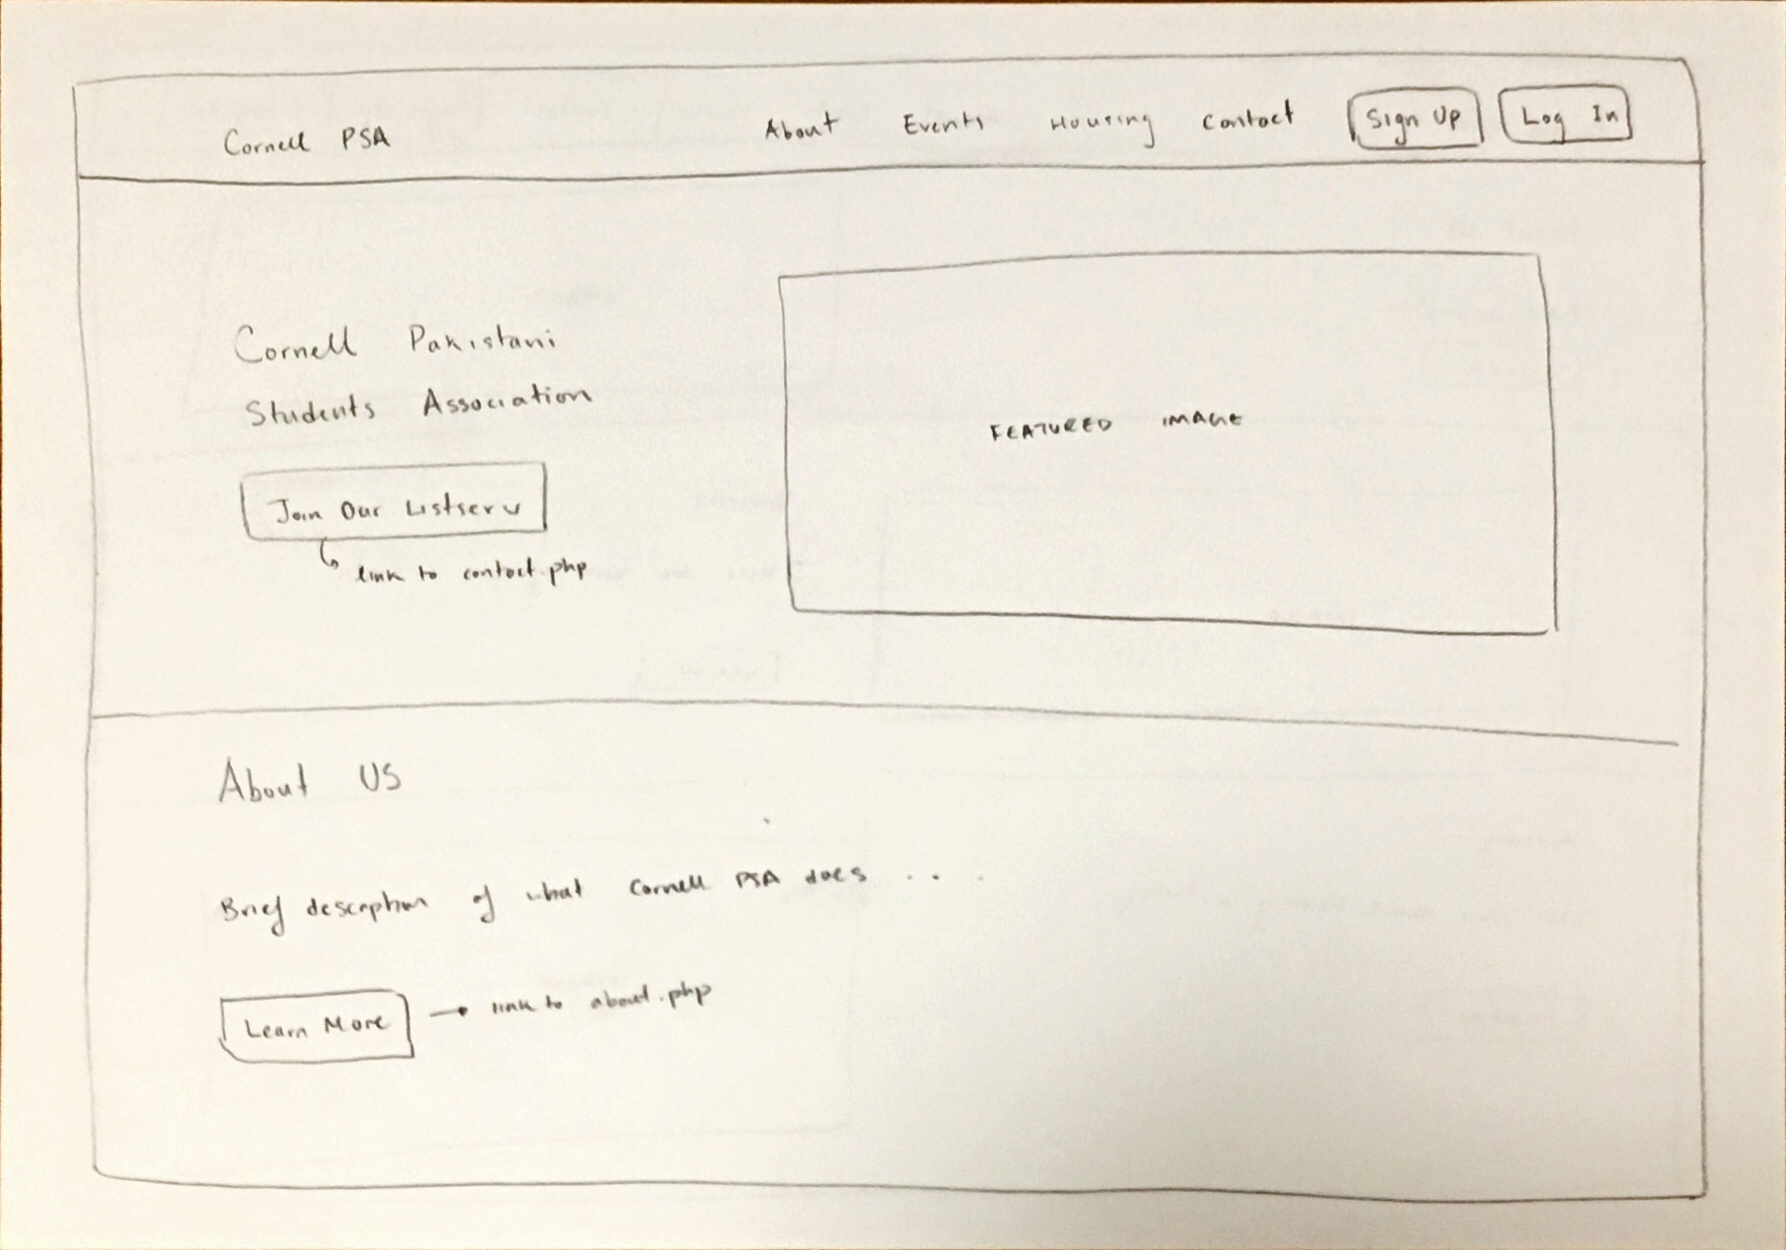 Cornell PSA About Events Housing Contact Sign Up Log In
Cornell Pakistani
Students Association
FEATURED IMAGE
Join Our Listserv
link to contact.php
About US
Brief description of what Cornell PSA does . . .
Learn More → link to about.php